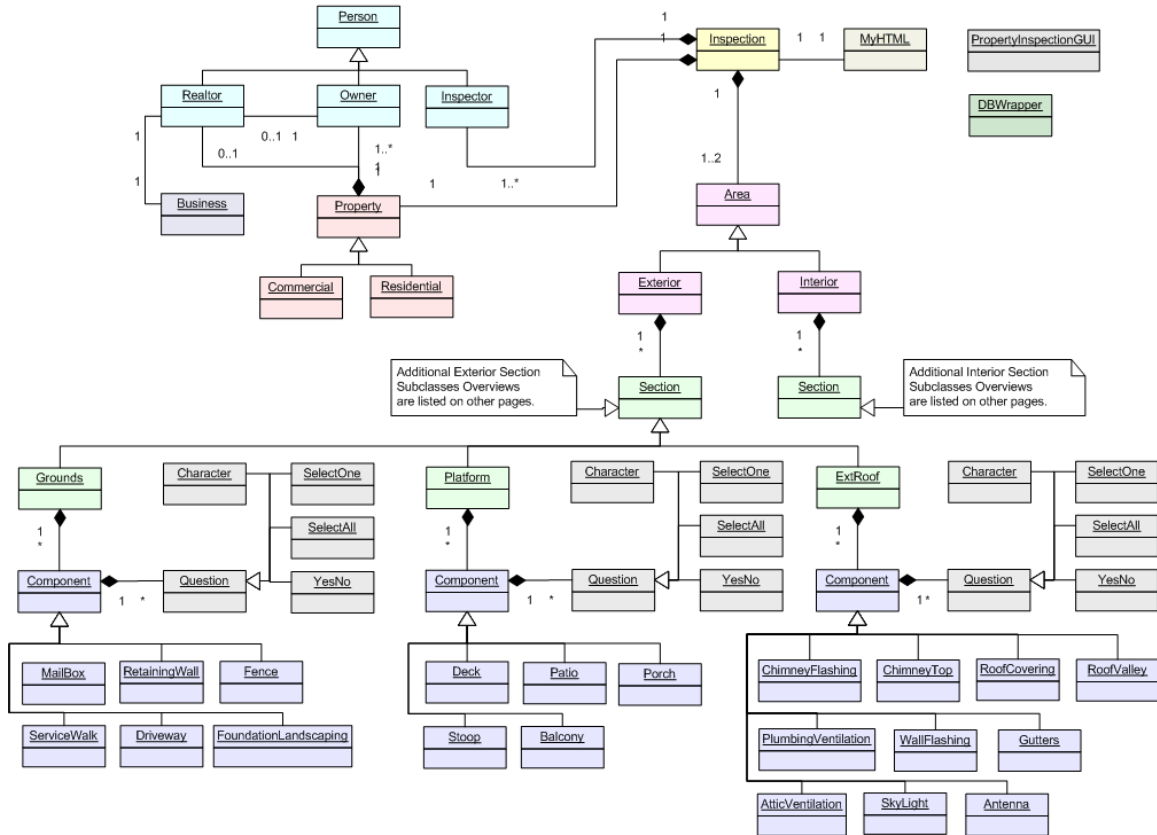 Person
1
1
Inspection
1
1
MyHTML
PropertyInspectionGUI
Realtor
Owner
Inspector
1
DBWrapper
1
0..1
1
0..1
1..*
1
1
1
1..*
1..2
1
Business
Property
Area
Commercial
Residential
Exterior
Interior
1
*
1
*
Additional Exterior Section
Subclasses Overviews
are listed on other pages.
Section
Section
Additional Interior Section
Subclasses Overviews
are listed on other pages.
Grounds
Character
SelectOne
Platform
Character
SelectOne
ExtRoof
Character
SelectOne
1
*
SelectAll
1
*
SelectAll
1
*
SelectAll
Component
Question
YesNo
Component
Question
YesNo
Component
Question
YesNo
1
*
1
*
1
*
MailBox
RetainingWall
Fence
Deck
Patio
Porch
ChimneyFlashing
ChimneyTop
RoofCovering
RoofValley
ServiceWalk
Driveway
FoundationLandscaping
Stoop
Balcony
PlumbingVentilation
WallFlashing
Gutters
AtticVentilation
SkyLight
Antenna